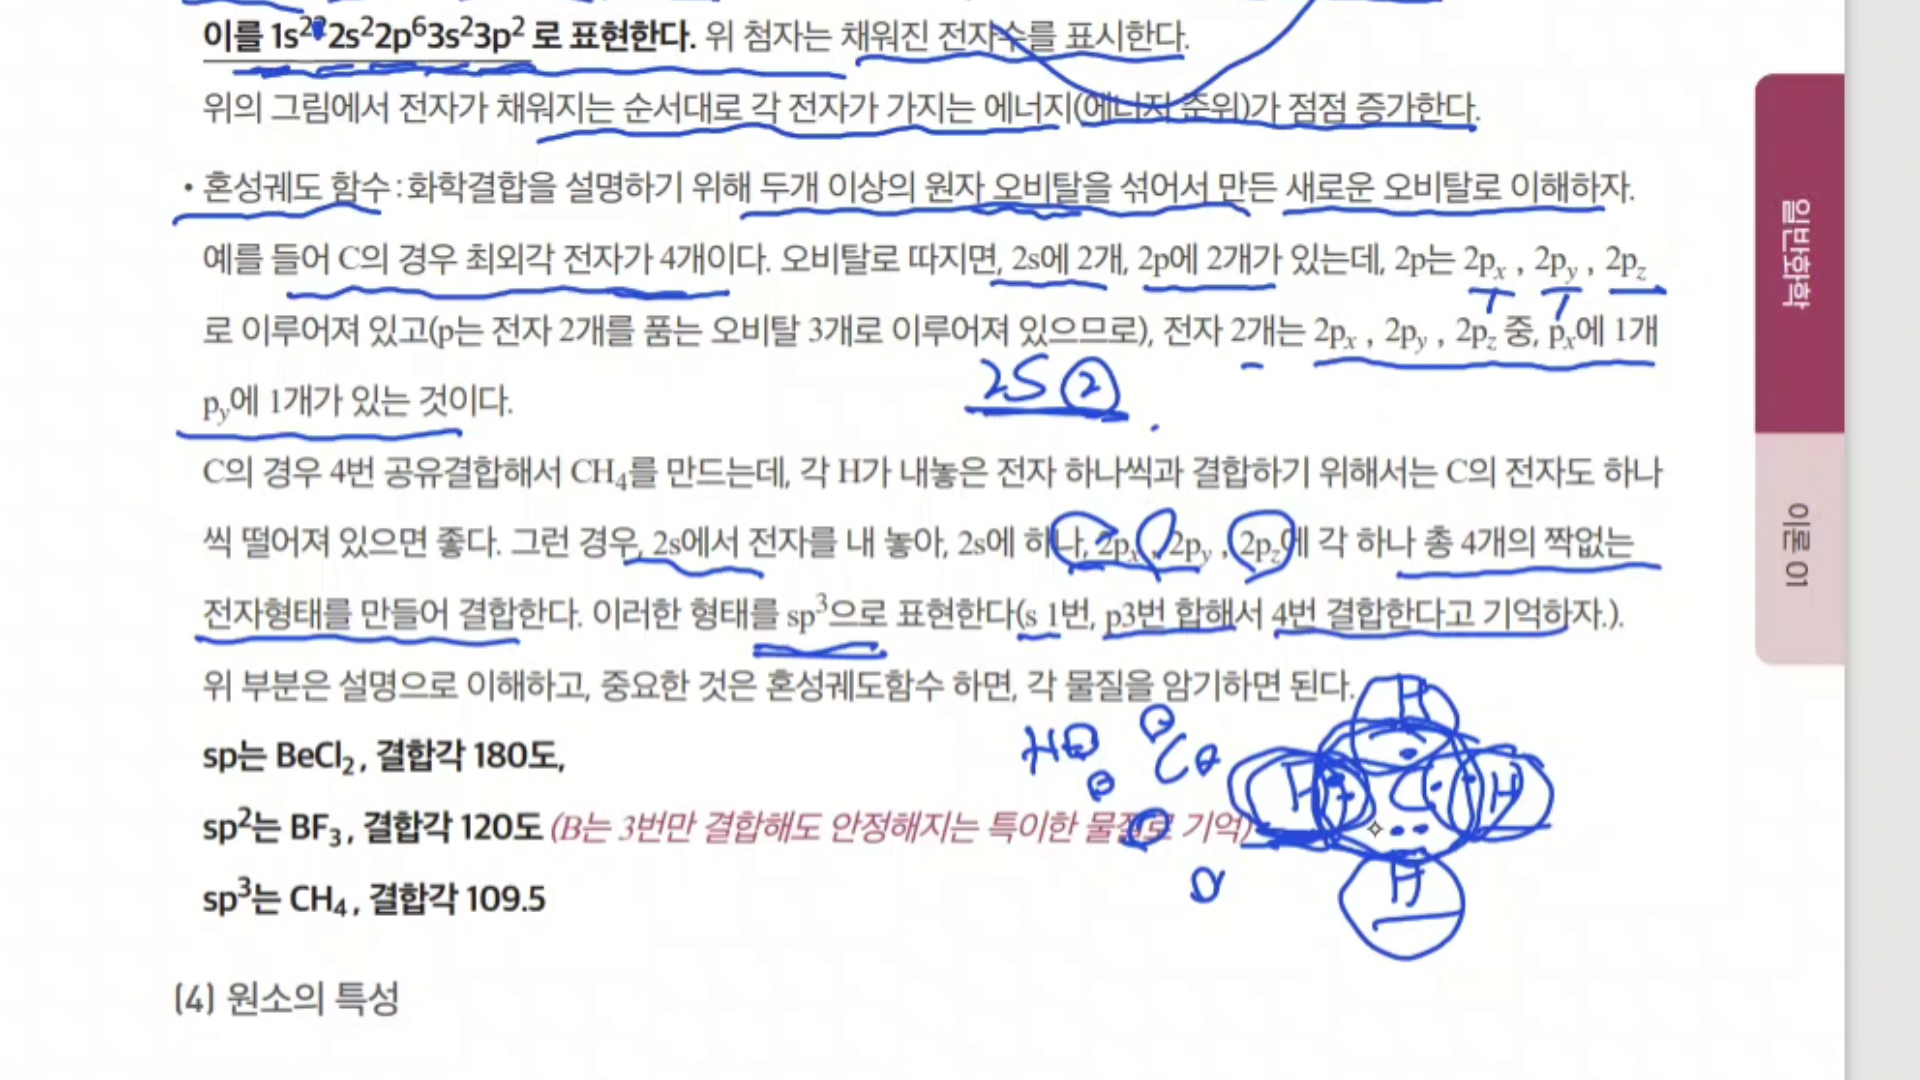 이를 1s²2s²2p⁶3s²3p² 로 표현한다. 위 첨자는 채워진 전자수를 표시한다.
위의 그림에서 전자가 채워지는 순서대로 각 전자가 가지는 에너지(에너지 준위)가 점점 증가한다.
• 혼성궤도 함수 : 화학결합을 설명하기 위해 두개 이상의 원자 오비탈을 섞어서 만든 새로운 오비탈로 이해하자.
예를 들어 C의 경우 최외각 전자가 4개이다. 오비탈로 따지면, 2s에 2개, 2p에 2개가 있는데, 2p는 2pₓ , 2p_y , 2p_z
로 이루어져 있고(p는 전자 2개를 품는 오비탈 3개로 이루어져 있으므로), 전자 2개는 2pₓ , 2p_y , 2p_z 중, pₓ에 1개
p_y에 1개가 있는 것이다.
2S ②
C의 경우 4번 공유결합해서 CH₄를 만드는데, 각 H가 내놓은 전자 하나씩과 결합하기 위해서는 C의 전자도 하나
씩 떨어져 있으면 좋다. 그런 경우, 2s에서 전자를 내 놓아, 2s에 하나, 2pₓ , 2p_y , 2p_z에 각 하나 총 4개의 짝없는
전자형태를 만들어 결합한다. 이러한 형태를 sp³으로 표현한다(s 1번, p3번 합해서 4번 결합한다고 기억하자.).
위 부분은 설명으로 이해하고, 중요한 것은 혼성궤도함수 하면, 각 물질을 암기하면 된다.
H
sp는 BeCl₂ , 결합각 180도,
H C H C H
sp²는 BF₃ , 결합각 120도 (B는 3번만 결합해도 안정해지는 특이한 물질로 기억)
H
sp³는 CH₄ , 결합각 109.5
(4) 원소의 특성
일반화학
이론 01